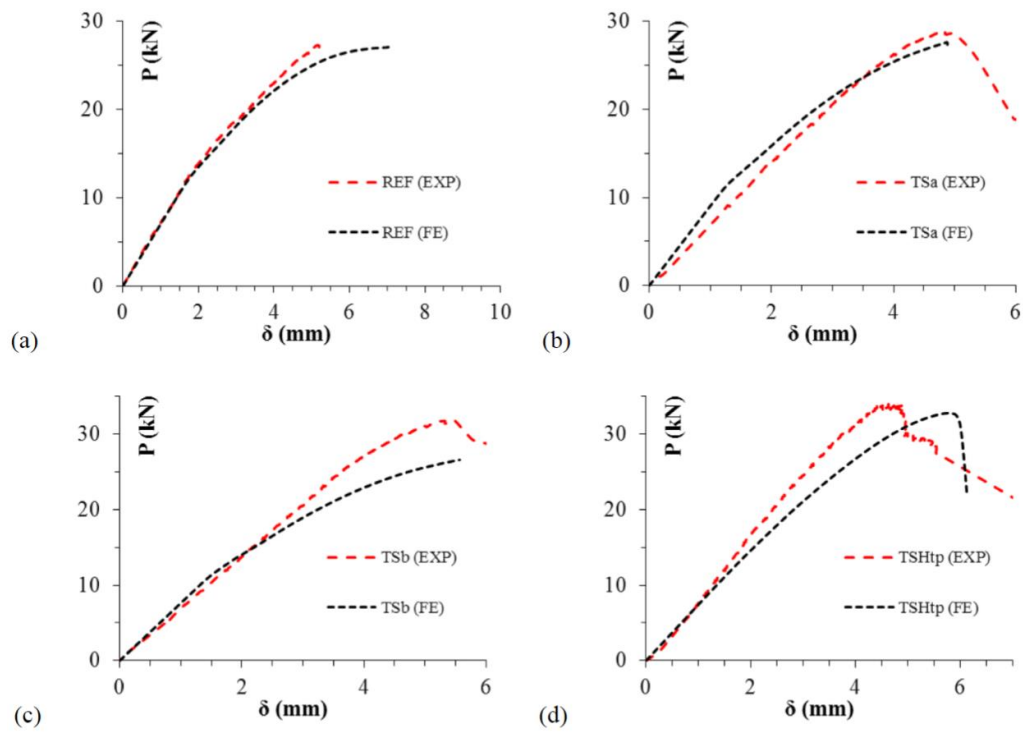 P (kN)
30
20
10
0
REF (EXP)
REF (FE)
0 2 4 6 8 10
δ (mm)
(a)
P (kN)
30
20
10
0
TSa (EXP)
TSa (FE)
0 2 4 6
δ (mm)
(b)
P (kN)
30
20
10
0
TSb (EXP)
TSb (FE)
0 2 4 6
δ (mm)
(c)
P (kN)
30
20
10
0
TSHtp (EXP)
TSHtp (FE)
0 2 4 6
δ (mm)
(d)